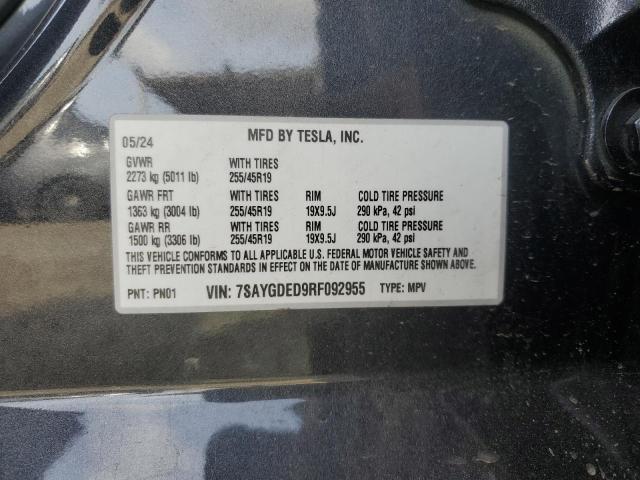 05/24 MFD BY TESLA, INC.
GVWR WITH TIRES
2273 kg (5011 lb) 255/45R19
GAWR FRT WITH TIRES RIM COLD TIRE PRESSURE
1363 kg (3004 lb) 255/45R19 19X9.5J 290 kPa, 42 psi
GAWR RR WITH TIRES RIM COLD TIRE PRESSURE
1500 kg (3306 lb) 255/45R19 19X9.5J 290 kPa, 42 psi
THIS VEHICLE CONFORMS TO ALL APPLICABLE U.S. FEDERAL MOTOR VEHICLE SAFETY AND
THEFT PREVENTION STANDARDS IN EFFECT ON THE DATE OF MANUFACTURE SHOWN ABOVE.
PNT: PN01 VIN: 7SAYGDED9RF092955 TYPE: MPV